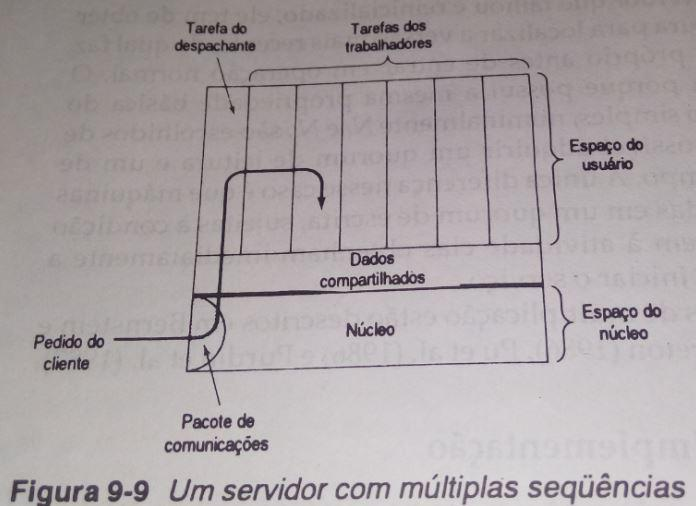 Tarefa do
despachante
Tarefas dos
trabalhadores
Espaço do
usuário
Dados
compartilhados
Núcleo
Espaço do
núcleo
Pedido do
cliente
Pacote de
comunicações
Figura 9-9 Um servidor com múltiplas seqüências